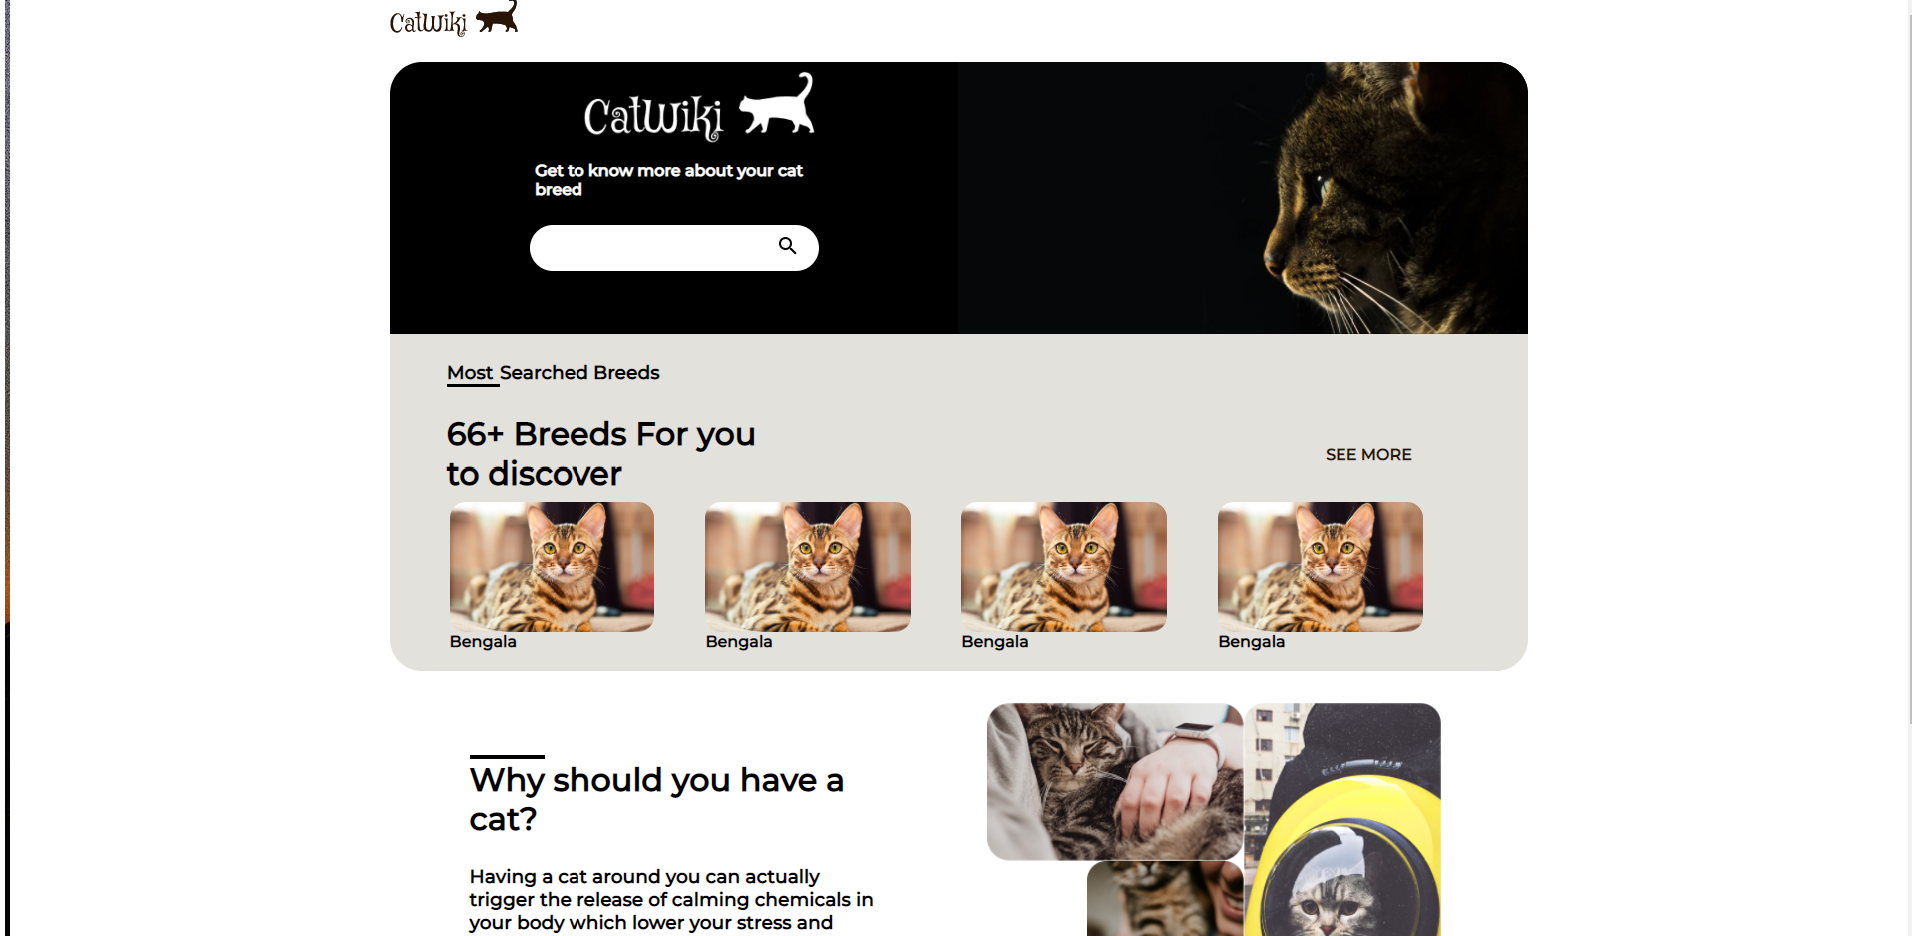 CatWiki
CatWiki
Get to know more about your cat
breed
Most Searched Breeds
66+ Breeds For you
to discover
SEE MORE
Bengala
Bengala
Bengala
Bengala
Why should you have a
cat?
Having a cat around you can actually
trigger the release of calming chemicals in
your body which lower your stress and